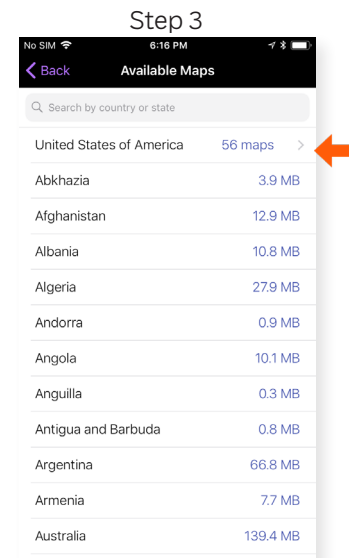 Step 3
No SIM 6:16 PM
Back Available Maps
Search by country or state
United States of America 56 maps
Abkhazia 3.9 MB
Afghanistan 12.9 MB
Albania 10.8 MB
Algeria 27.9 MB
Andorra 0.9 MB
Angola 10.1 MB
Anguilla 0.3 MB
Antigua and Barbuda 0.8 MB
Argentina 66.8 MB
Armenia 7.7 MB
Australia 139.4 MB